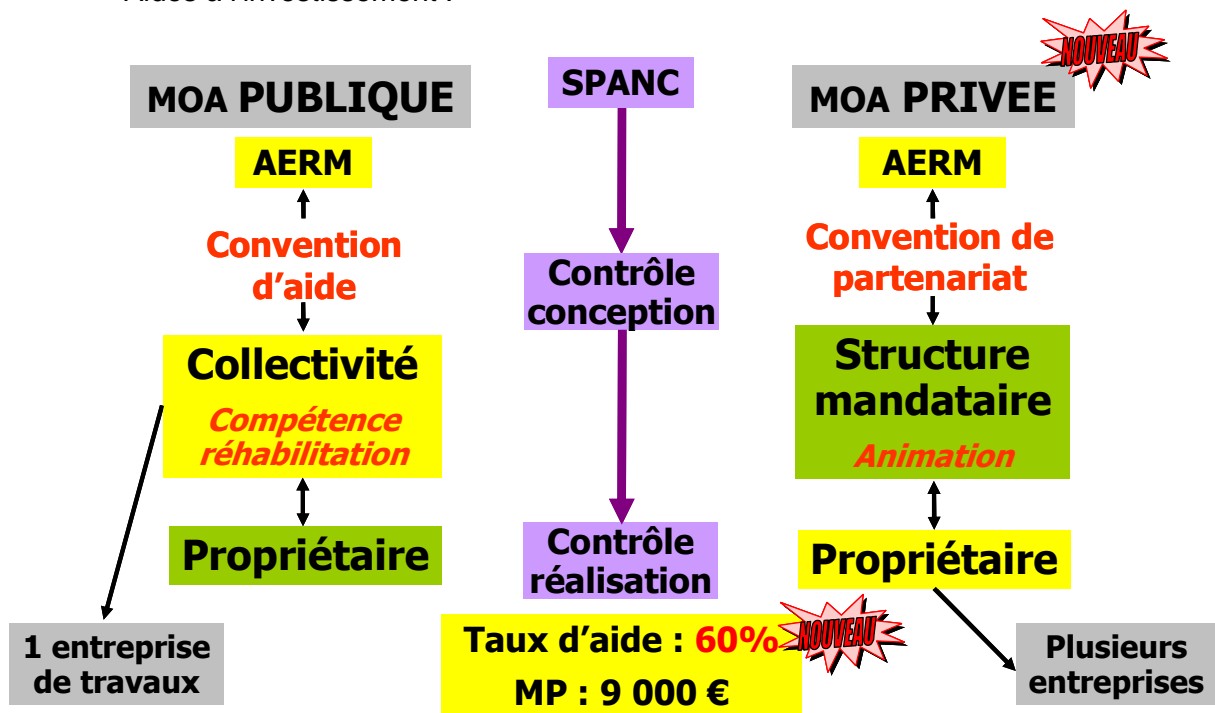 Aides à l'investissement :
NOUVEAU
MOA PUBLIQUE
SPANC
MOA PRIVEE
AERM
AERM
Convention
d’aide
Convention de
partenariat
Contrôle
conception
Collectivité
Compétence
réhabilitation
Structure
mandataire
Animation
Propriétaire
Contrôle
réalisation
Propriétaire
1 entreprise
de travaux
Taux d’aide : 60%
NOUVEAU
MP : 9 000 €
Plusieurs
entreprises